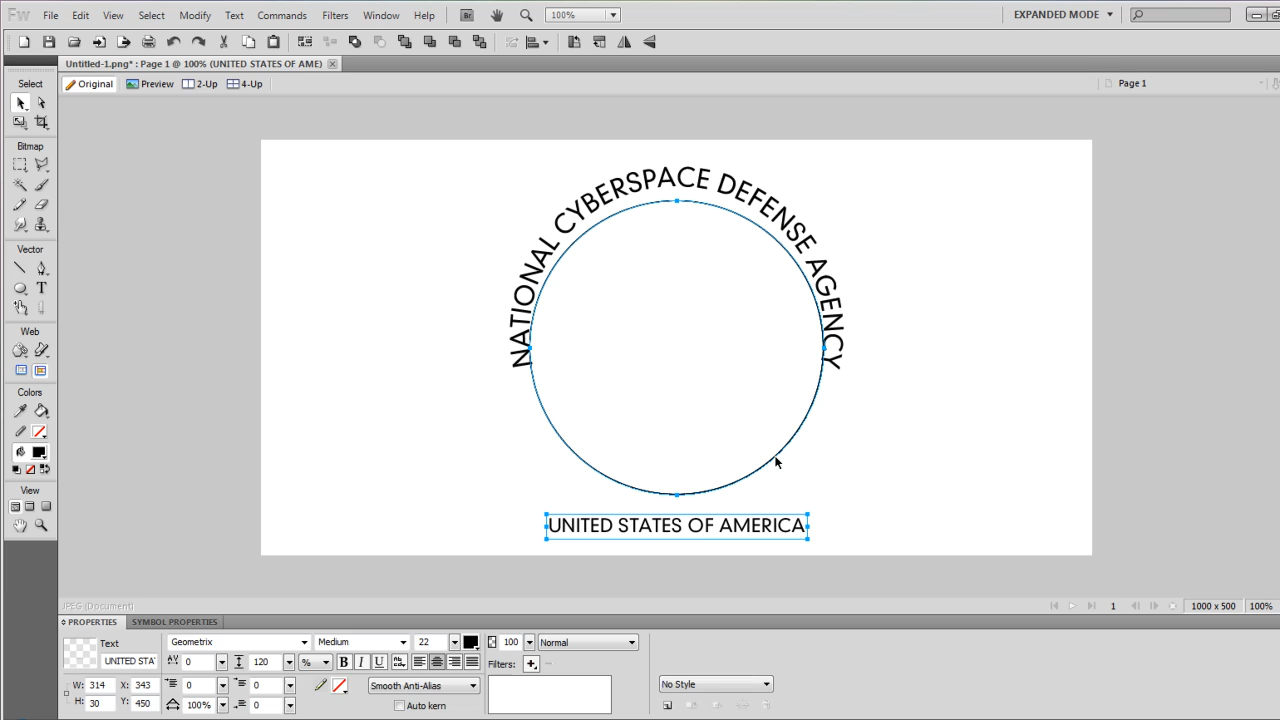 Fw File Edit View Select Modify Text Commands Filters Window Help Br 100% EXPANDED MODE
Untitled-1.png* : Page 1 @ 100% (UNITED STATES OF AME)
Original Preview 2-Up 4-Up Page 1
Select
Bitmap
Vector
T
Web
Colors
View
NATIONAL CYBERSPACE DEFENSE AGENCY
UNITED STATES OF AMERICA
JPEG (Document) 1 1000 x 500 100%
PROPERTIES SYMBOL PROPERTIES
Text Geometrix Medium 22 100 Normal
UNITED STA 0 120 % B I U Filters:
W: 314 X: 343 0 0 Smooth Anti-Alias No Style
H: 30 Y: 450 100% 0 Auto kern